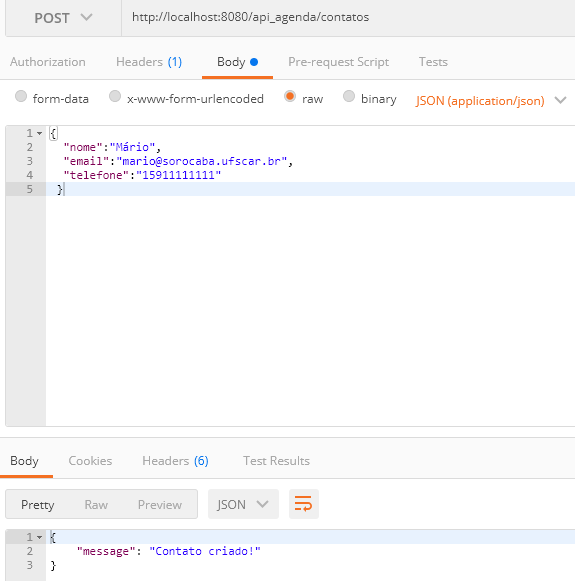 POST http://localhost:8080/api_agenda/contatos
Authorization Headers (1) Body Pre-request Script Tests
form-data x-www-form-urlencoded raw binary JSON (application/json)
1 {
2 "nome":"Mário",
3 "email":"mario@sorocaba.ufscar.br",
4 "telefone":"15911111111"
5 }
Body Cookies Headers (6) Test Results
Pretty Raw Preview JSON
1 {
2 "message": "Contato criado!"
3 }